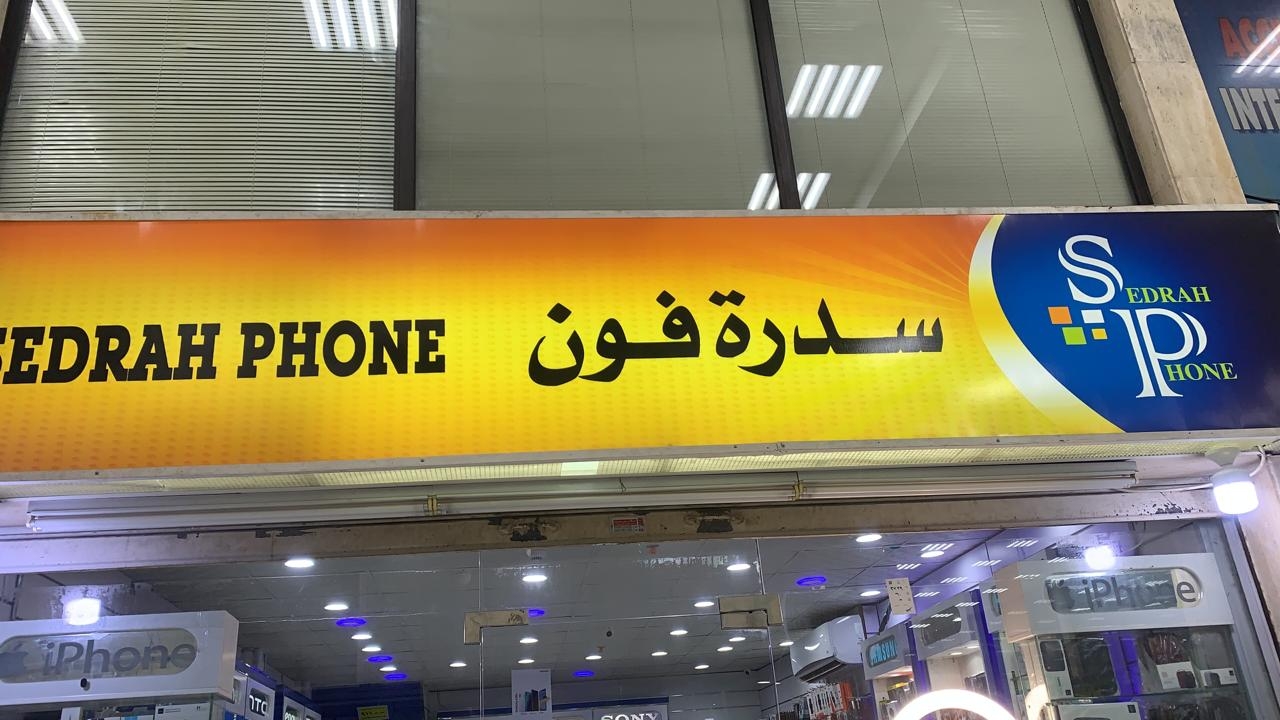 SEDRAH PHONE
سدرة فون
SEDRAH
PHONE
iPhone
iPhone
SONY